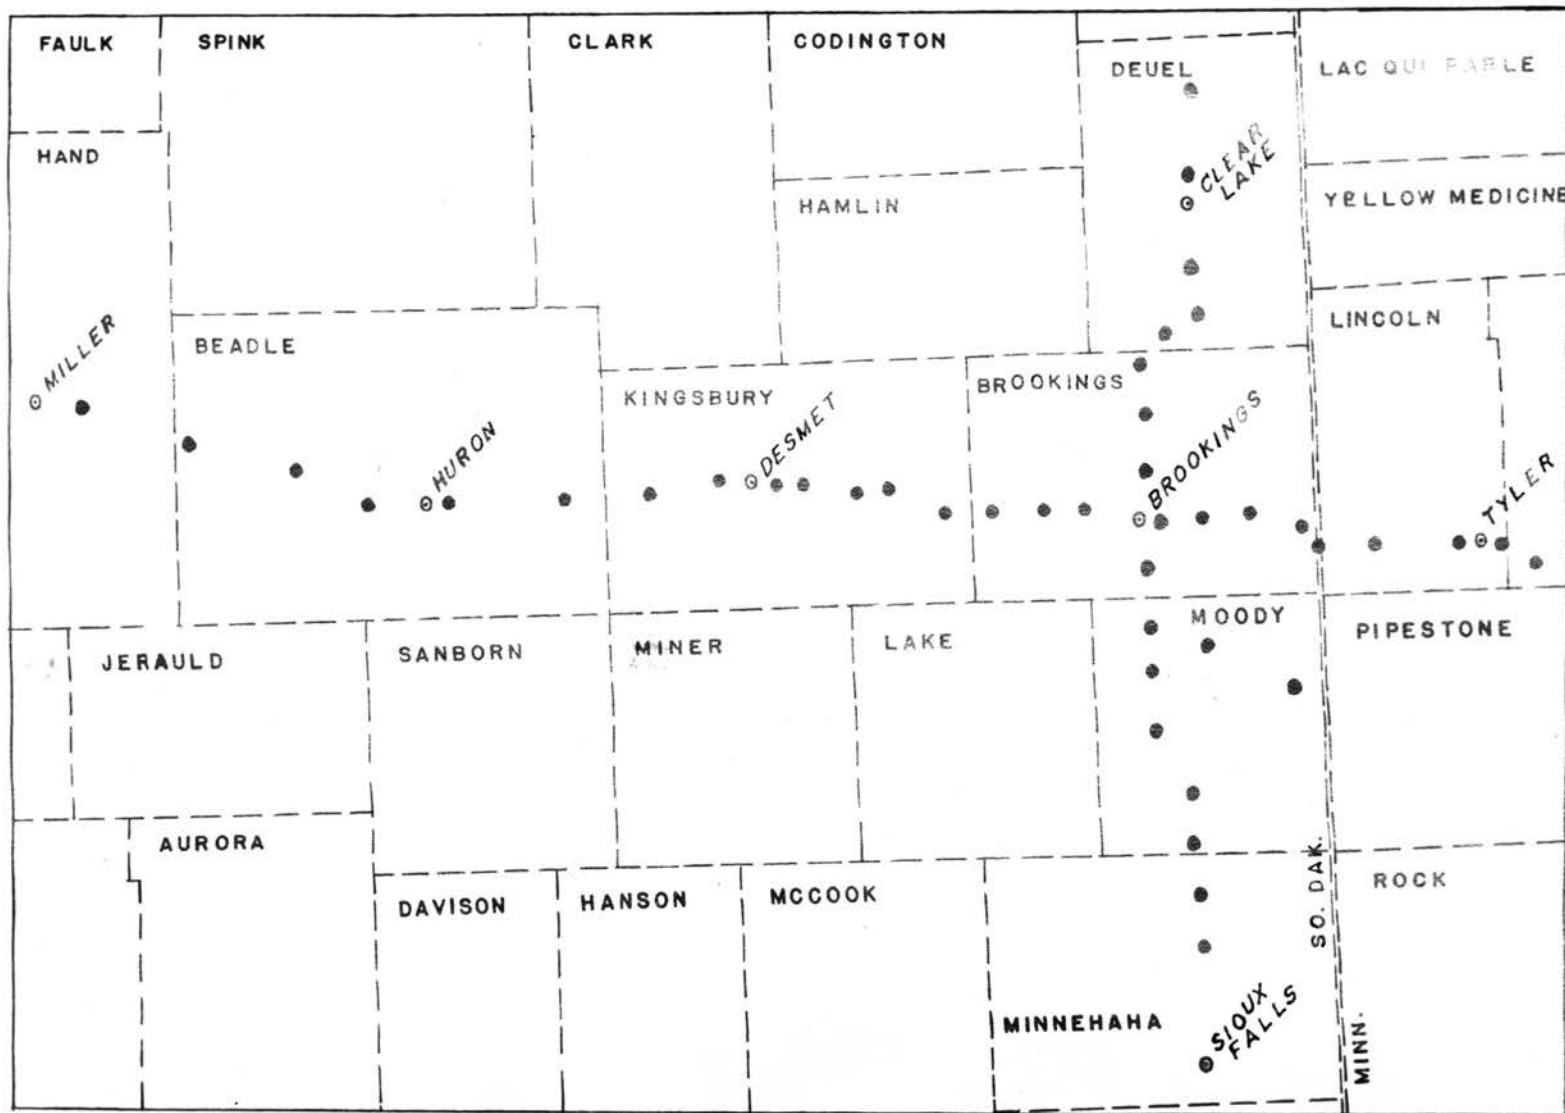 FAULK
SPINK
CLARK
CODINGTON
DEUEL
LAC QUI PARLE
HAND
CLEAR
LAKE
HAMLIN
YELLOW MEDICINE
MILLER
BEADLE
LINCOLN
KINGSBURY
BROOKINGS
HURON
DESMET
BROOKINGS
TYLER
JERAULD
SANBORN
MINER
LAKE
MOODY
PIPESTONE
AURORA
DAVISON
HANSON
MCCOOK
SO. DAK.
ROCK
MINNEHAHA
SIOUX
FALLS
MINN.